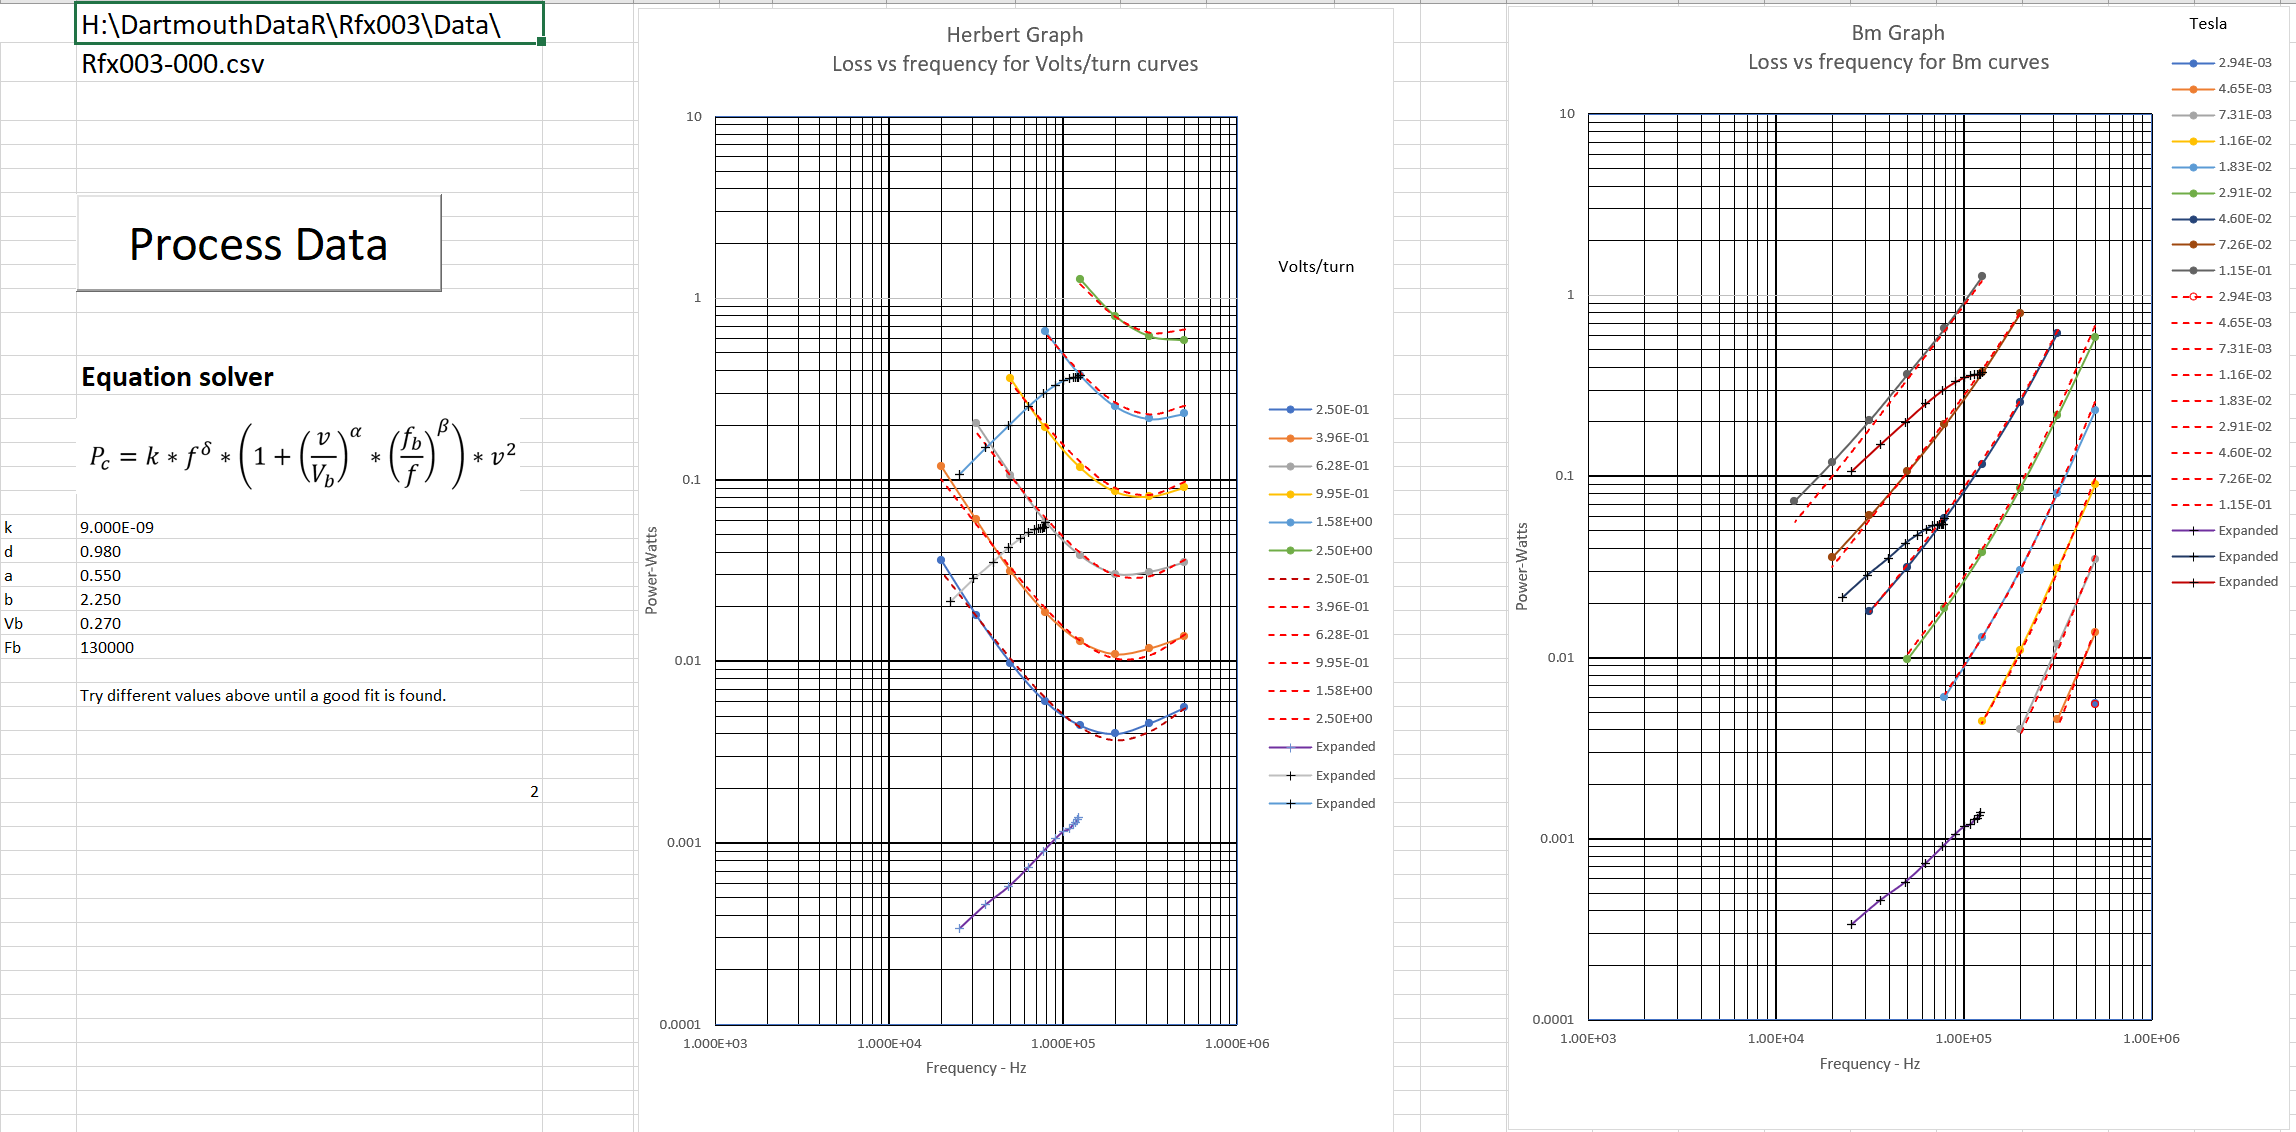 H:\DartmouthDataR\Rfx003\Data\
Rfx003-000.csv
Process Data
Equation solver
P_c = k * f^δ * (1 + (v/V_b)^α * (f_b/f)^β) * v^2
k 9.000E-09
d 0.980
a 0.550
b 2.250
Vb 0.270
Fb 130000
Try different values above until a good fit is found.
2
Herbert Graph
Loss vs frequency for Volts/turn curves
10
1
0.1
0.01
0.001
0.0001
Power-Watts
1.000E+03 1.000E+04 1.000E+05 1.000E+06
Frequency - Hz
Volts/turn
2.50E-01
3.96E-01
6.28E-01
9.95E-01
1.58E+00
2.50E+00
2.50E-01
3.96E-01
6.28E-01
9.95E-01
1.58E+00
2.50E+00
Expanded
Expanded
Expanded
Bm Graph
Loss vs frequency for Bm curves
10
1
0.1
0.01
0.001
0.0001
Power-Watts
1.00E+03 1.00E+04 1.00E+05 1.00E+06
Frequency - Hz
Tesla
2.94E-03
4.65E-03
7.31E-03
1.16E-02
1.83E-02
2.91E-02
4.60E-02
7.26E-02
1.15E-01
2.94E-03
4.65E-03
7.31E-03
1.16E-02
1.83E-02
2.91E-02
4.60E-02
7.26E-02
1.15E-01
Expanded
Expanded
Expanded